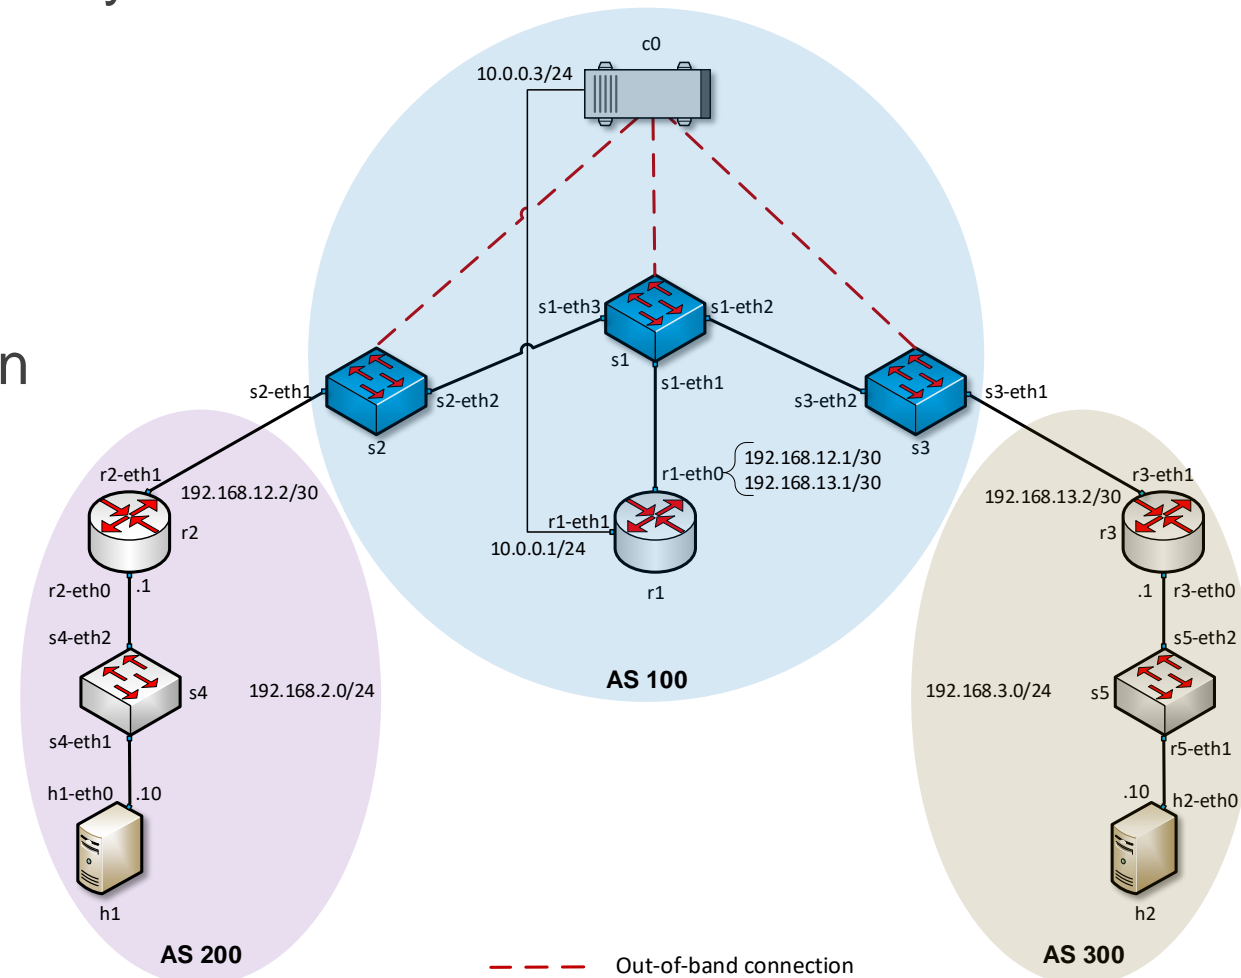 y
n
c0
10.0.0.3/24
s1-eth3
s1-eth2
s1
s1-eth1
s2-eth1
s2-eth2
s2
s3-eth2
s3-eth1
s3
r1-eth0
192.168.12.1/30
192.168.13.1/30
r1-eth1
10.0.0.1/24
r1
AS 100
r2-eth1
192.168.12.2/30
r2
r2-eth0
.1
s4-eth2
s4
192.168.2.0/24
s4-eth1
h1-eth0
.10
h1
AS 200
r3-eth1
192.168.13.2/30
r3
.1
r3-eth0
s5-eth2
192.168.3.0/24
s5
r5-eth1
.10
h2-eth0
h2
AS 300
Out-of-band connection